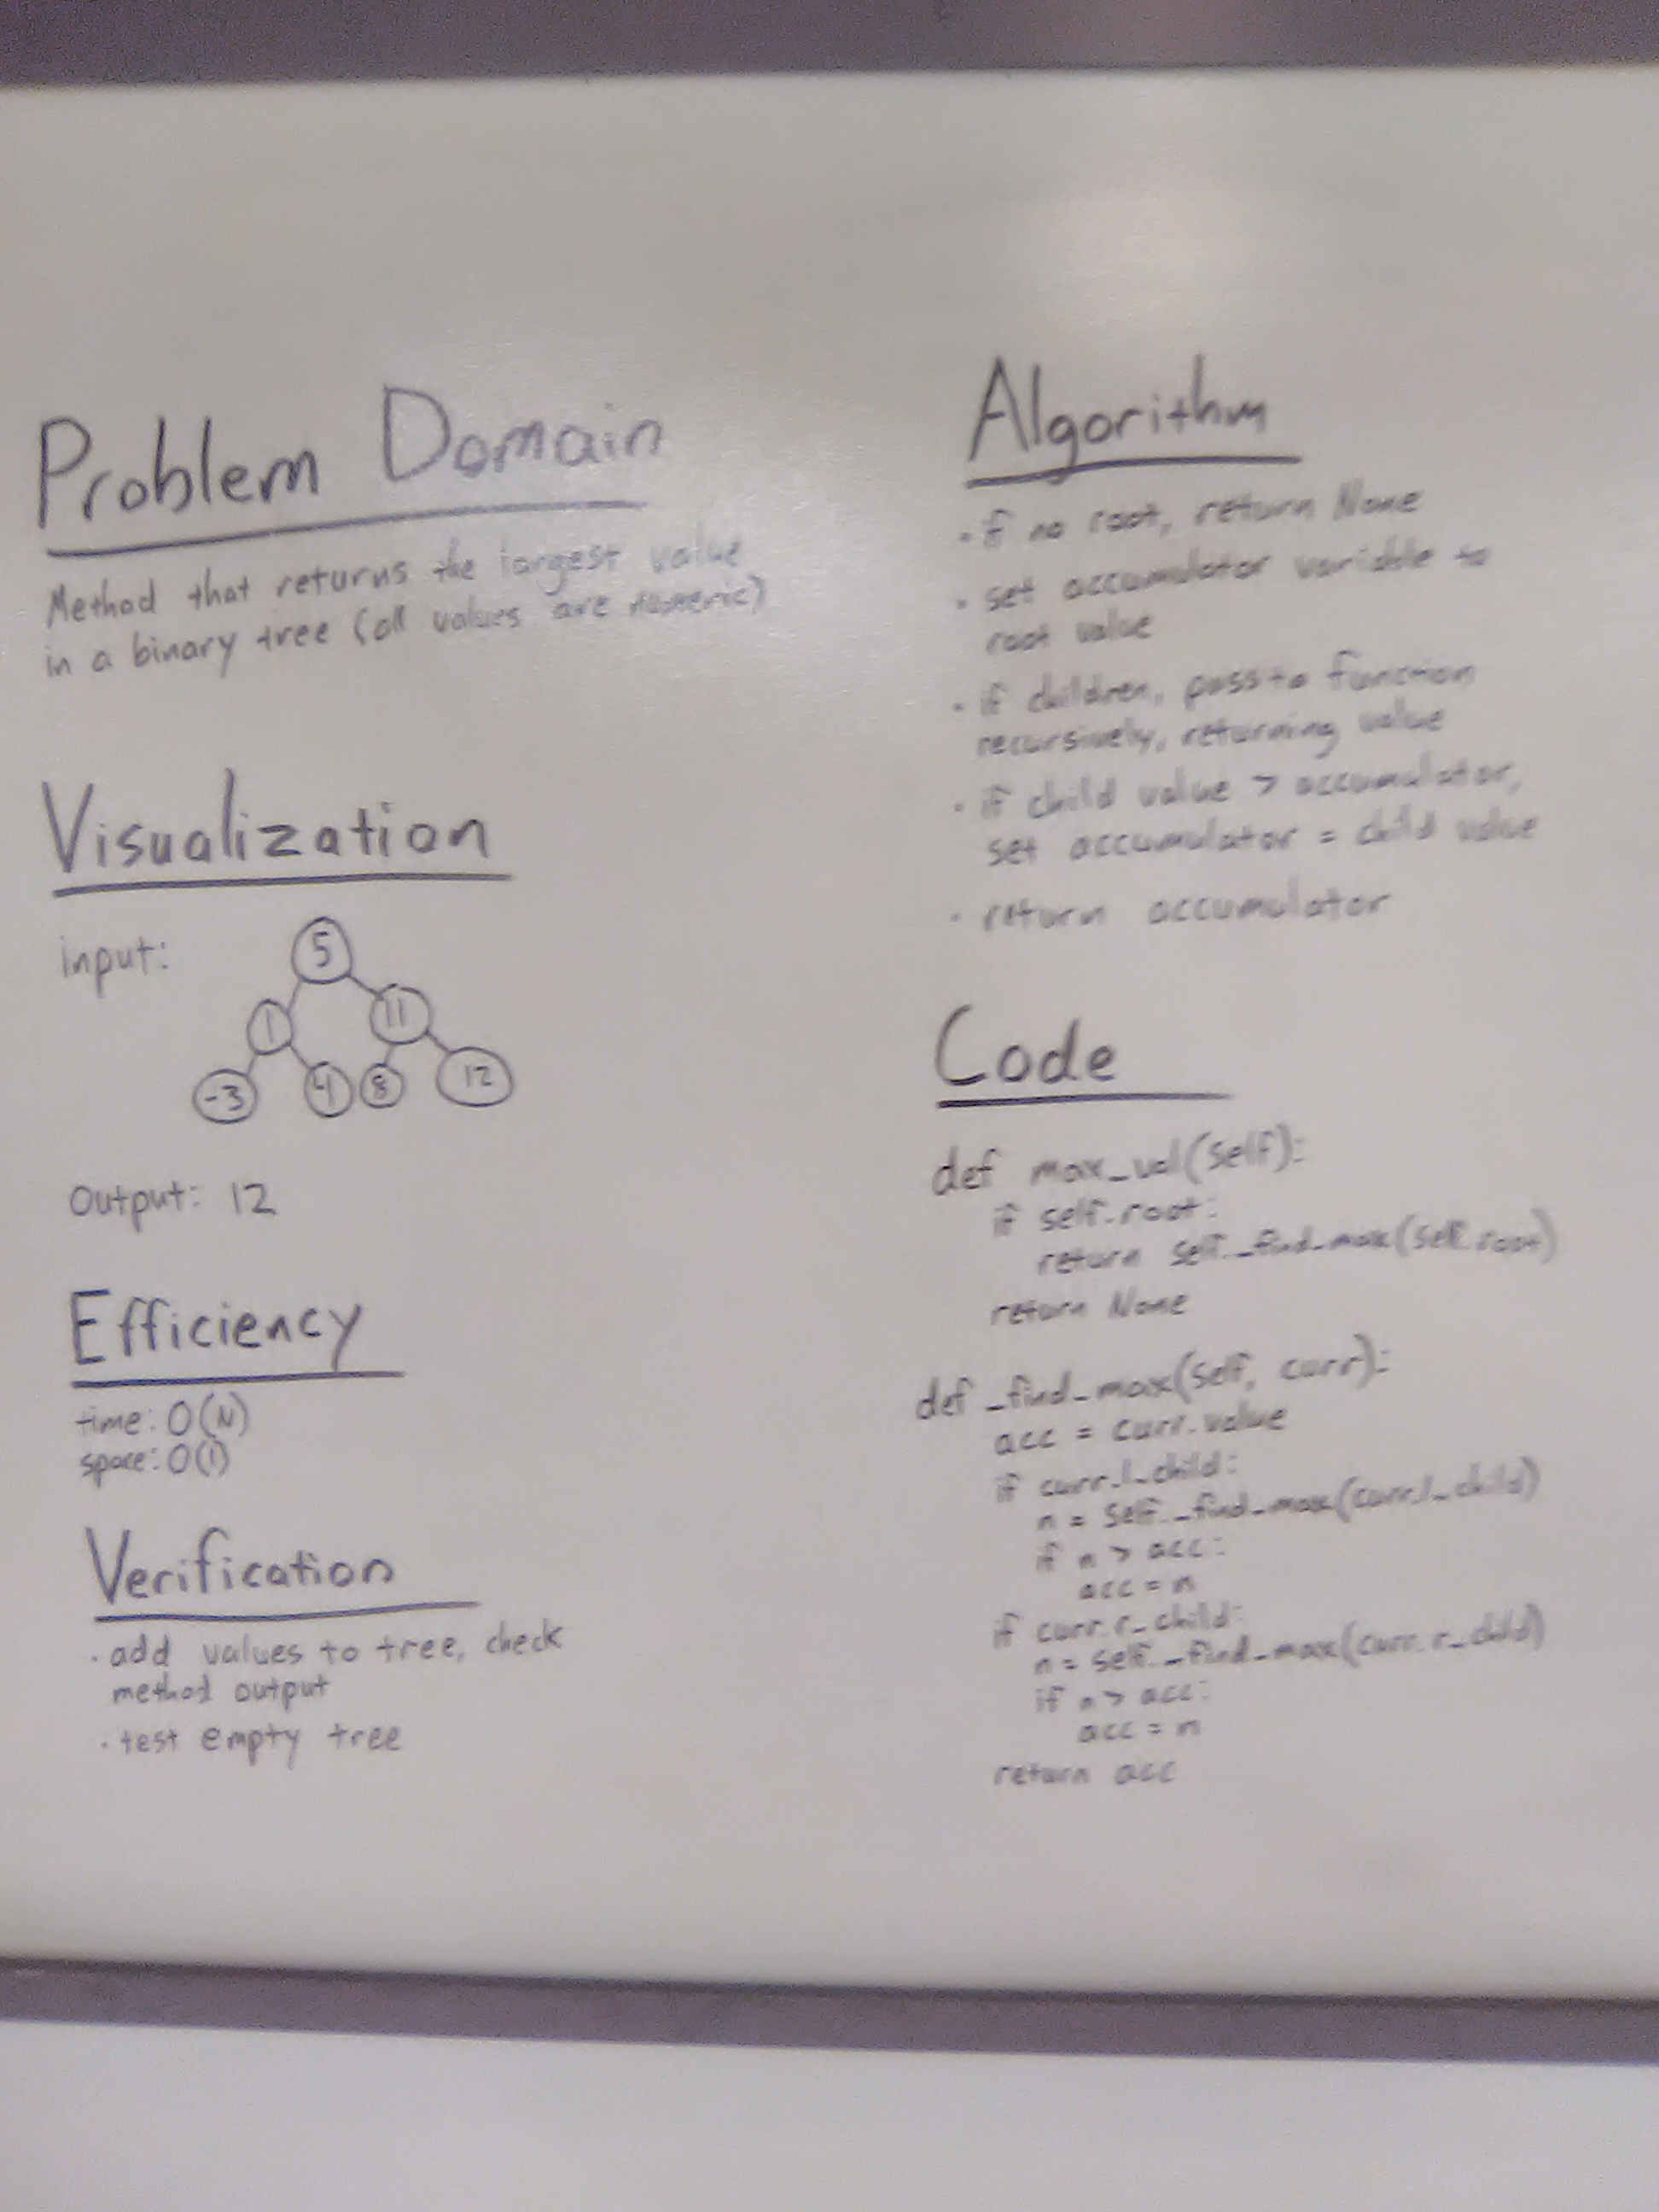 Problem Domain
Method that returns the largest value
in a binary tree (all values are numeric)
Visualization
input:
5
1 11
-3 4 8 12
Output: 12
Efficiency
time: O(N)
space: O(1)
Verification
· add values to tree, check
method output
· test empty tree
Algorithm
· if no root, return None
· set accumulator variable to
root value
· if children, pass to function
recursively, returning value
· if child value > accumulator,
set accumulator = child value
· return accumulator
Code
def max_val(self):
if self.root:
return self._find_max(self.root)
return None
def _find_max(self, curr):
acc = curr.value
if curr.l_child:
n = self._find_max(curr.l_child)
if n > acc:
acc = n
if curr.r_child:
n = self._find_max(curr.r_child)
if n > acc:
acc = n
return acc